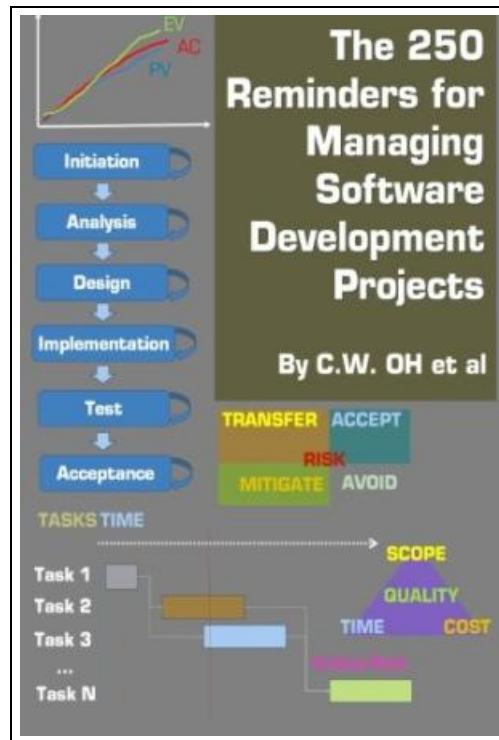 EV
AC
PV
The 250
Reminders for
Managing
Software
Development
Projects
By C.W. OH et al
Initiation
Analysis
Design
Implementation
Test
Acceptance
TRANSFER ACCEPT
RISK
MITIGATE AVOID
TASKS TIME
SCOPE
QUALITY
TIME COST
Task 1
Task 2
Task 3
...
Task N